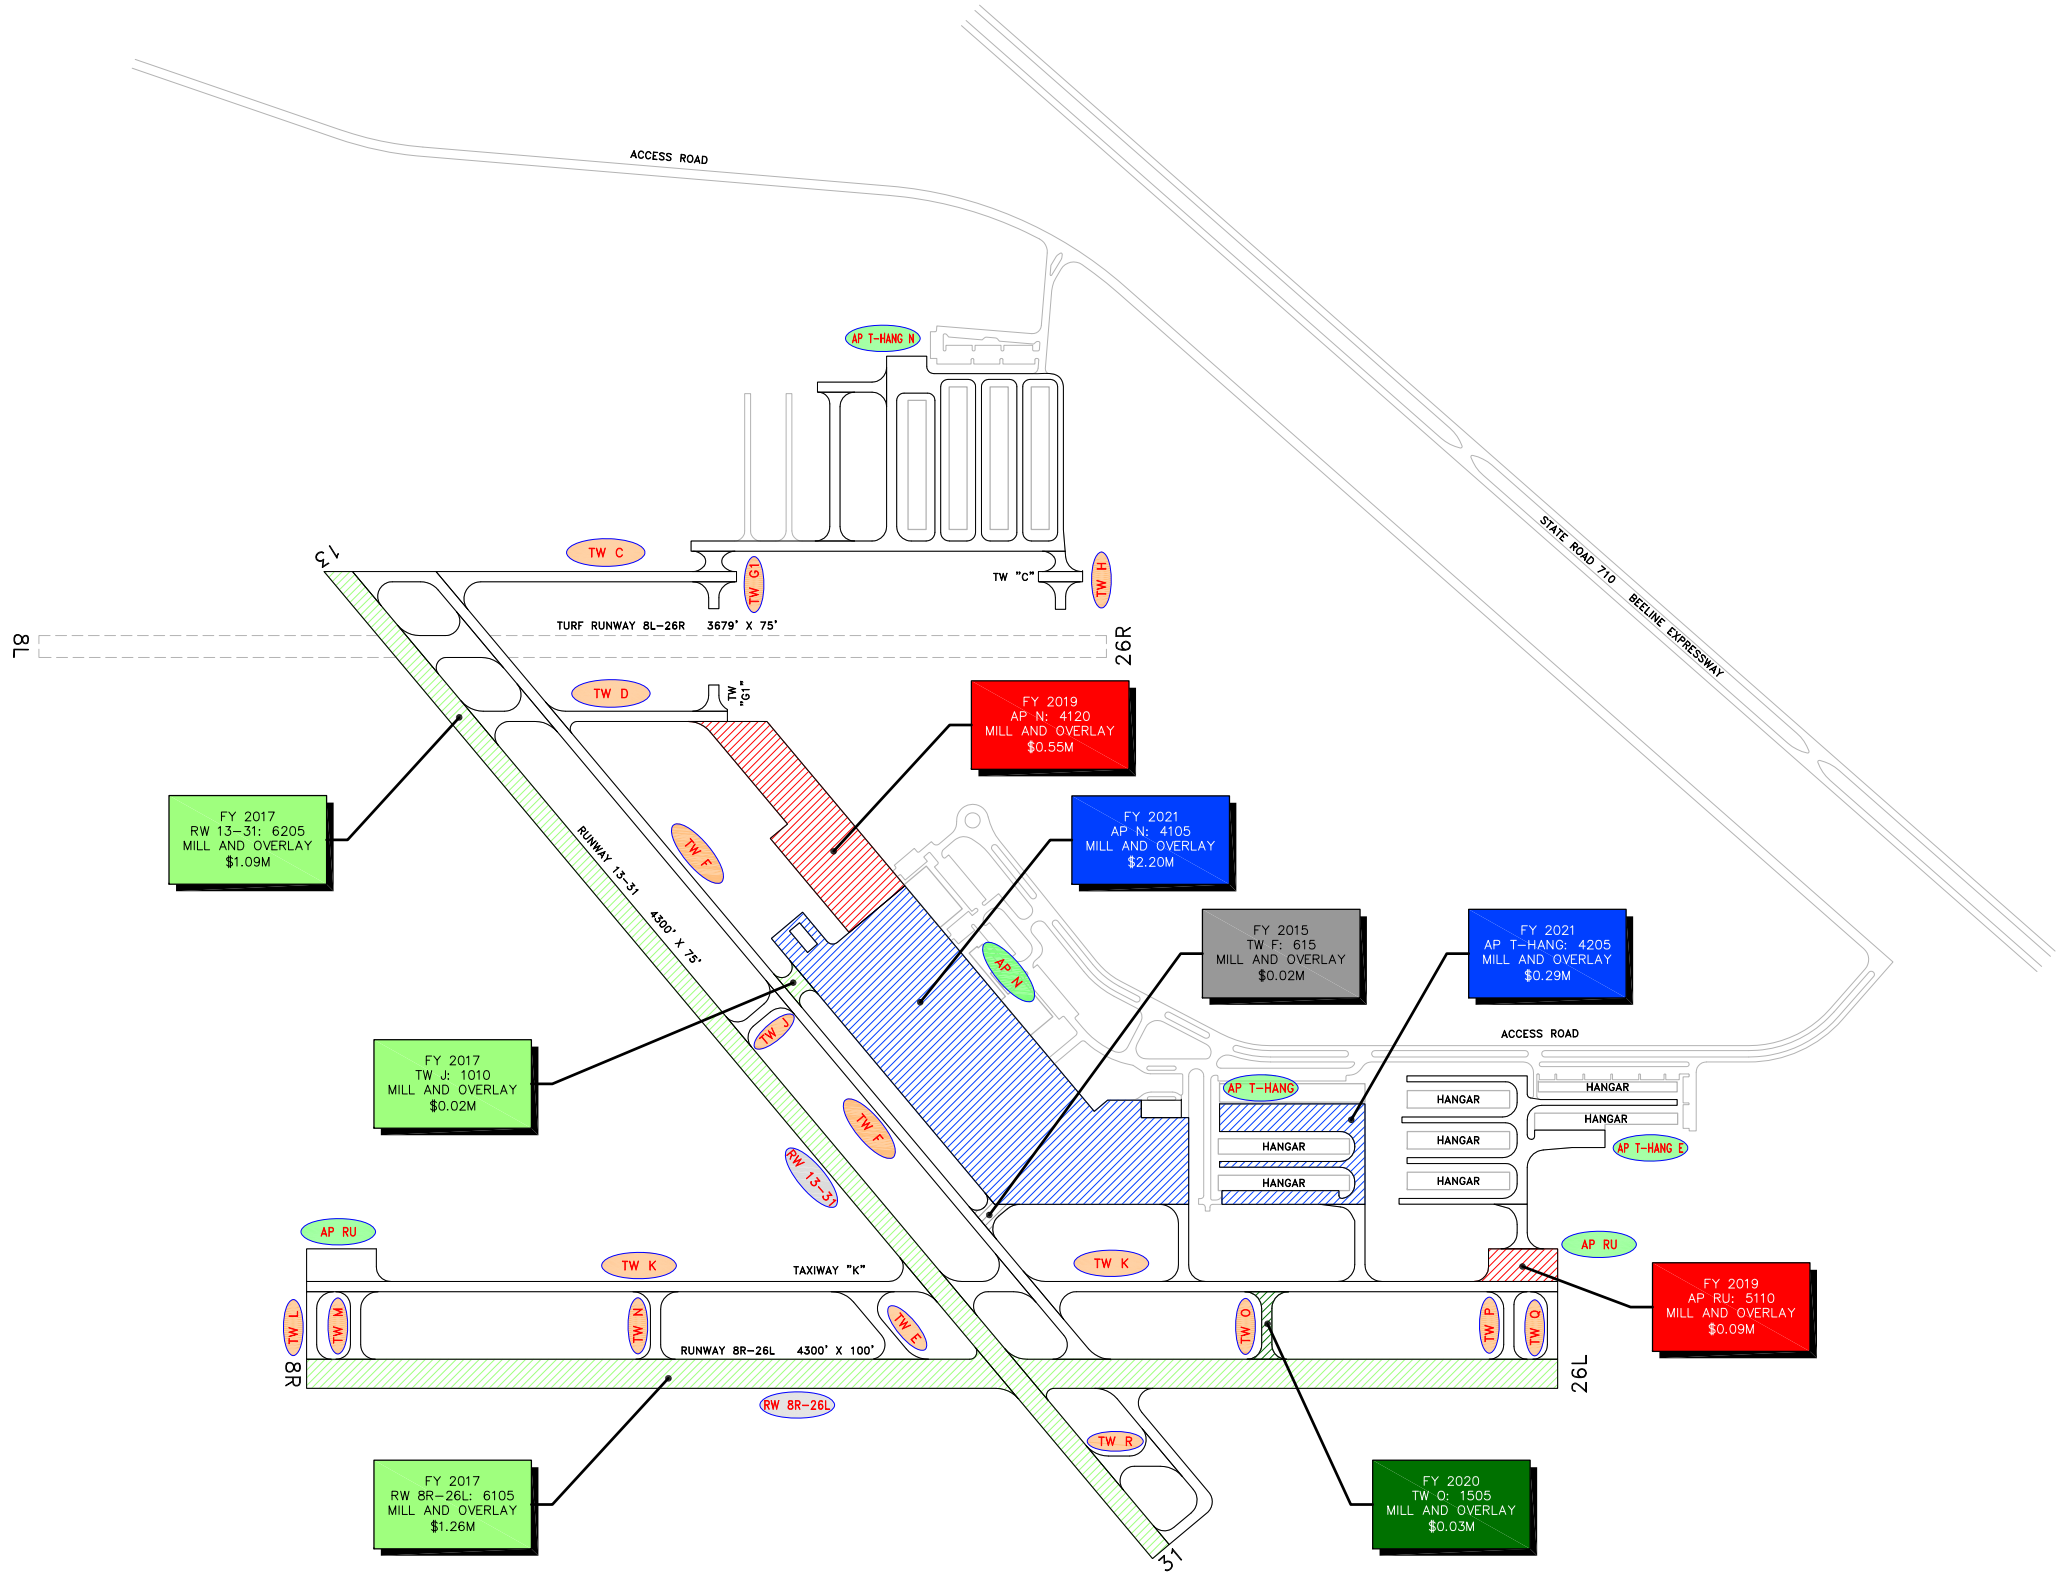 ACCESS ROAD
AP T-HANG N
STATE ROAD 710    BEELINE EXPRESSWAY
13
TW C
TW G1
TW "C"
TW H
TURF RUNWAY 8L-26R    3679' X 75'
8L
26R
TW D
TW
"G1"
FY 2019
AP N: 4120
MILL AND OVERLAY
$0.55M
FY 2017
RW 13-31: 6205
MILL AND OVERLAY
$1.09M
FY 2021
AP N: 4105
MILL AND OVERLAY
$2.20M
TW F
RUNWAY 13-31    4300' X 75'
FY 2015
TW F: 615
MILL AND OVERLAY
$0.02M
FY 2021
AP T-HANG: 4205
MILL AND OVERLAY
$0.29M
AP N
TW J
ACCESS ROAD
FY 2017
TW J: 1010
MILL AND OVERLAY
$0.02M
AP T-HANG
HANGAR
HANGAR
HANGAR
HANGAR
HANGAR
HANGAR
HANGAR
AP T-HANG E
TW F
RW 13-31
AP RU
AP RU
TW K
TAXIWAY "K"
TW K
FY 2019
AP RU: 5110
MILL AND OVERLAY
$0.09M
TW L
TW M
TW N
TW E
TW O
TW P
TW Q
RUNWAY 8R-26L    4300' X 100'
8R
26L
RW 8R-26L
TW R
FY 2017
RW 8R-26L: 6105
MILL AND OVERLAY
$1.26M
FY 2020
TW O: 1505
MILL AND OVERLAY
$0.03M
31